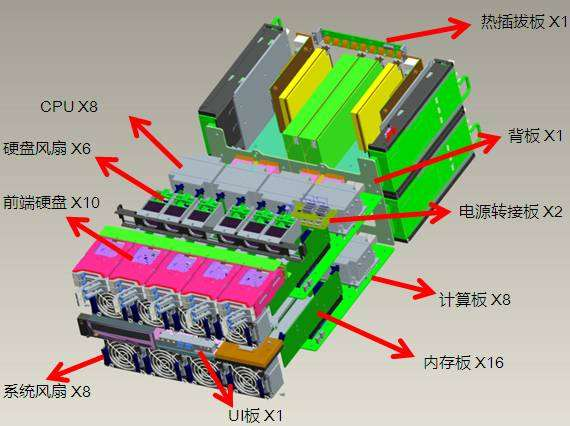 热插拔板 X1
CPU X8
硬盘风扇 X6
背板 X1
前端硬盘 X10
电源转接板 X2
计算板 X8
内存板 X16
系统风扇 X8
UI板 X1